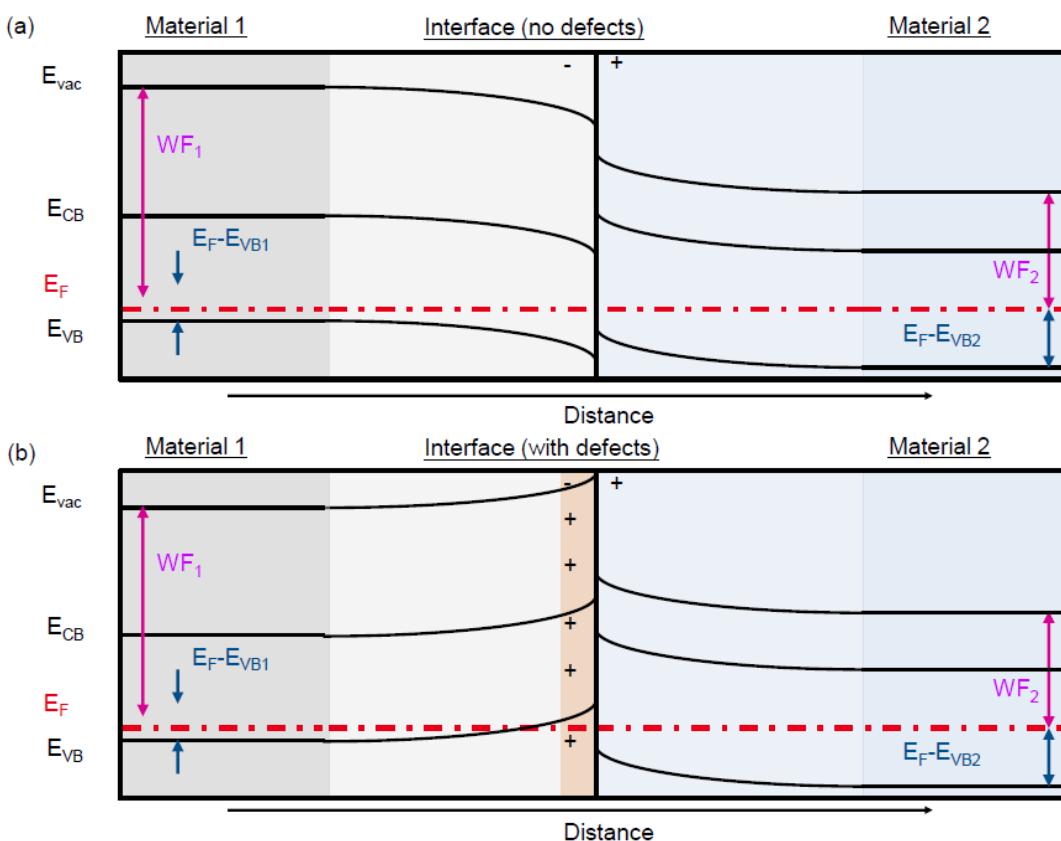 (a)
Material 1 Interface (no defects) Material 2
- +
E_vac
WF_1
E_CB
E_F-E_VB1
WF_2
E_F
E_VB
E_F-E_VB2
Distance
(b)
Material 1 Interface (with defects) Material 2
- +
E_vac
+
+
WF_1
E_CB
+
E_F-E_VB1
+
WF_2
E_F
E_VB
+
E_F-E_VB2
Distance